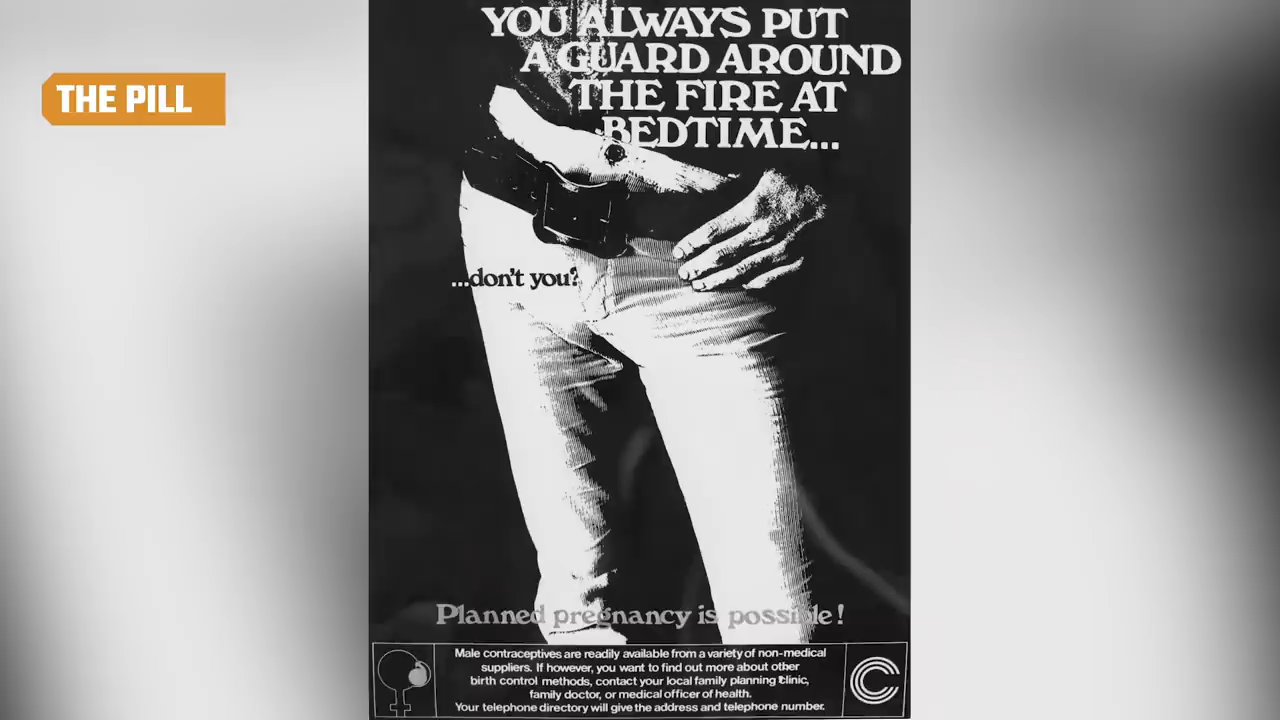 THE PILL
YOU ALWAYS PUT
A GUARD AROUND
THE FIRE AT
BEDTIME...
...don't you?
Planned pregnancy is possible!
Male contraceptives are readily available from a variety of non-medical
suppliers. If however, you want to find out more about other
birth control methods, contact your local family planning clinic,
family doctor, or medical officer of health.
Your telephone directory will give the address and telephone number.